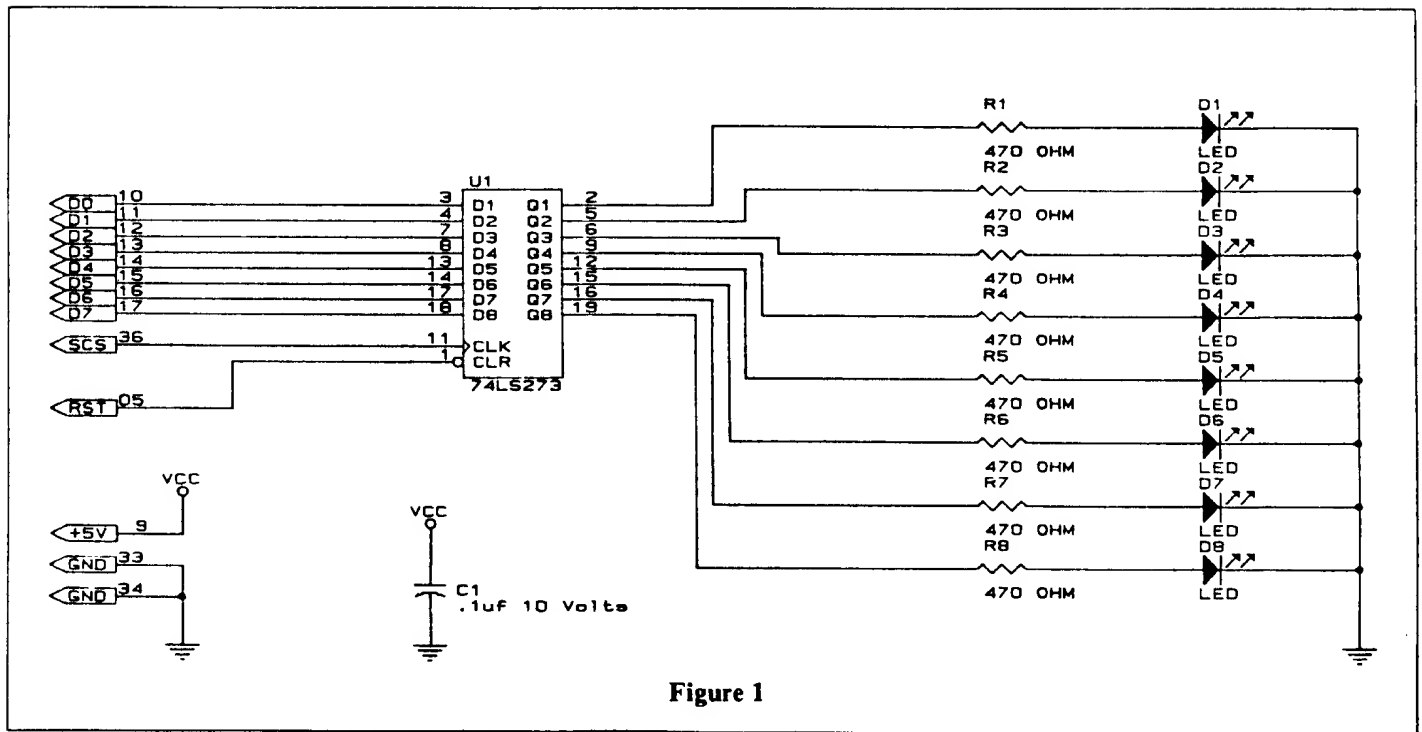 R1
D1
470 OHM
LED
R2
D2
U1
D0 10
3 D1 Q1 2
470 OHM
LED
D1 11
4 D2 Q2 5
R3
D3
D2 12
7 D3 Q3 6
D3 13
8 D4 Q4 9
470 OHM
LED
D4 14
13 D5 Q5 12
R4
D4
D5 15
14 D6 Q6 15
D6 16
17 D7 Q7 16
D7 17
18 D8 Q8 19
470 OHM
LED
SCS 36
11 CLK
R5
D5
1 CLR
74LS273
470 OHM
LED
RST 05
R6
D6
470 OHM
LED
VCC
R7
D7
VCC
+5V 9
470 OHM
LED
GND 33
R8
D8
GND 34
C1
.1uf 10 Volts
470 OHM
LED
Figure 1